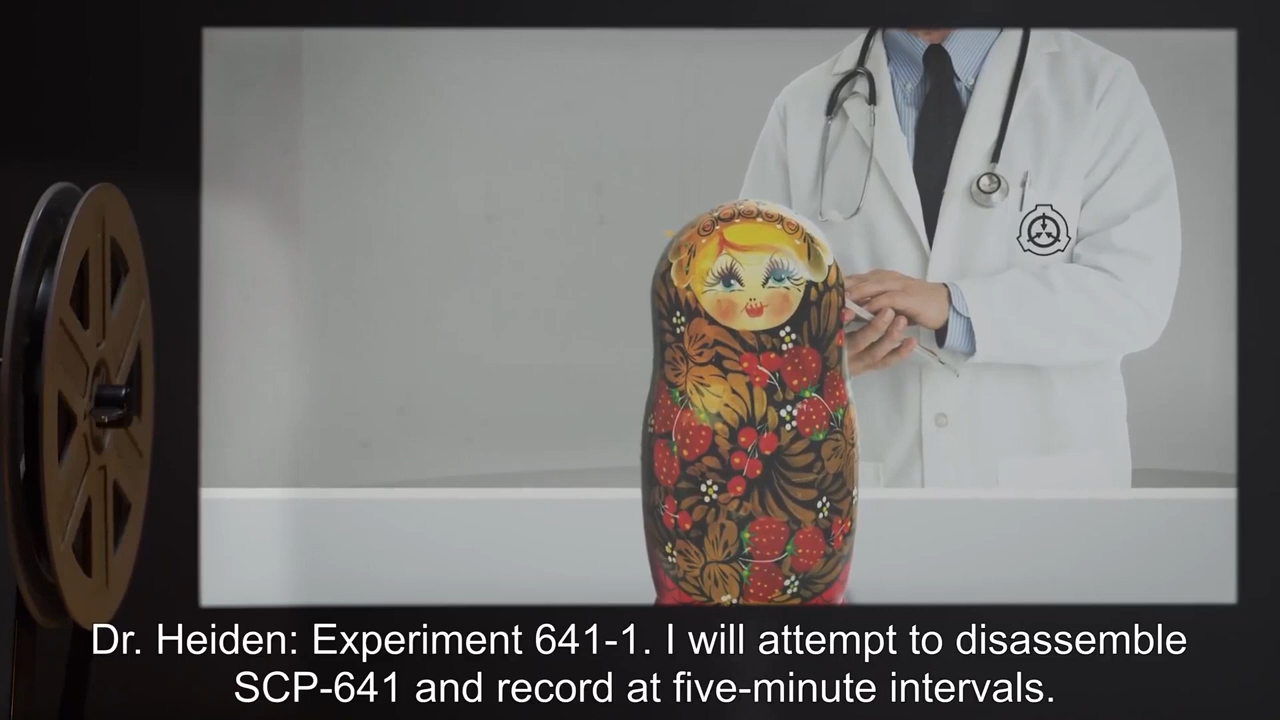 Dr. Heiden: Experiment 641-1. I will attempt to disassemble
SCP-641 and record at five-minute intervals.